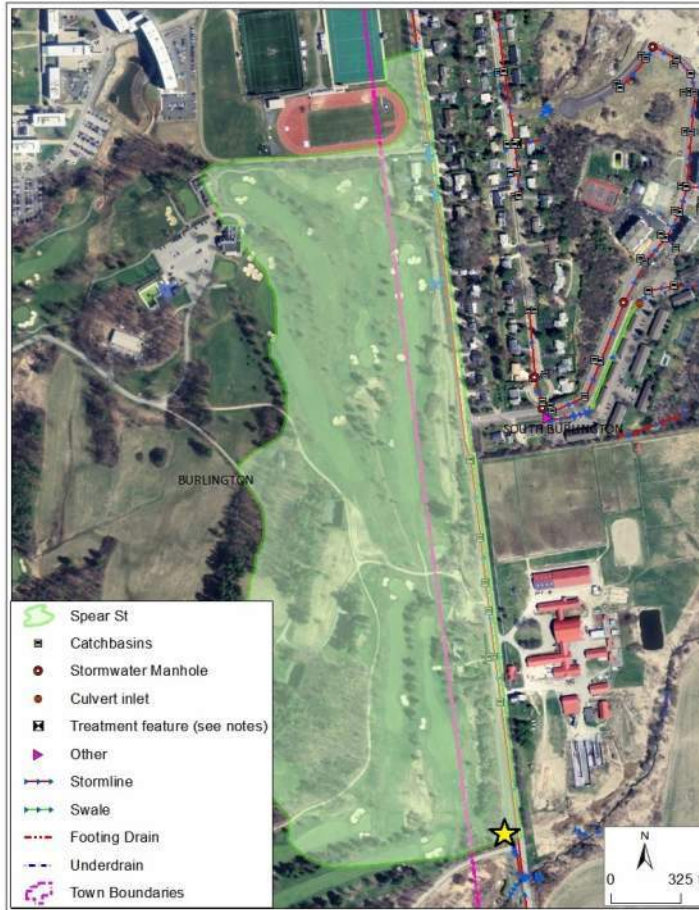 SOUTH BURLINGTON
BURLINGTON
Spear St
Catchbasins
Stormwater Manhole
Culvert inlet
Treatment feature (see notes)
Other
Stormline
Swale
Footing Drain
Underdrain
Town Boundaries
N
0 325